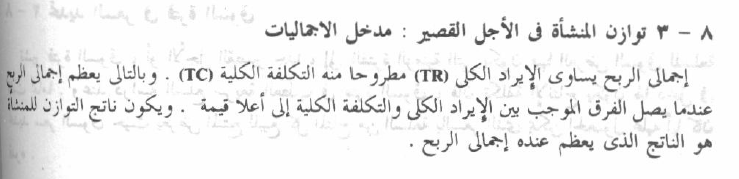 ٨ – ٣ توازن المنشأة فى الأجل القصير : مدخل الاجماليات
إجمالى الربح يساوى الإيراد الكلى (TR) مطروحا منه التكلفة الكلية (TC) . وبالتالى يعظم إجمالى الربح
عندما يصل الفرق الموجب بين الإيراد الكلى والتكلفة الكلية إلى أعلا قيمة . ويكون ناتج التوازن للمنشأة
هو الناتج الذى يعظم عنده إجمالى الربح .